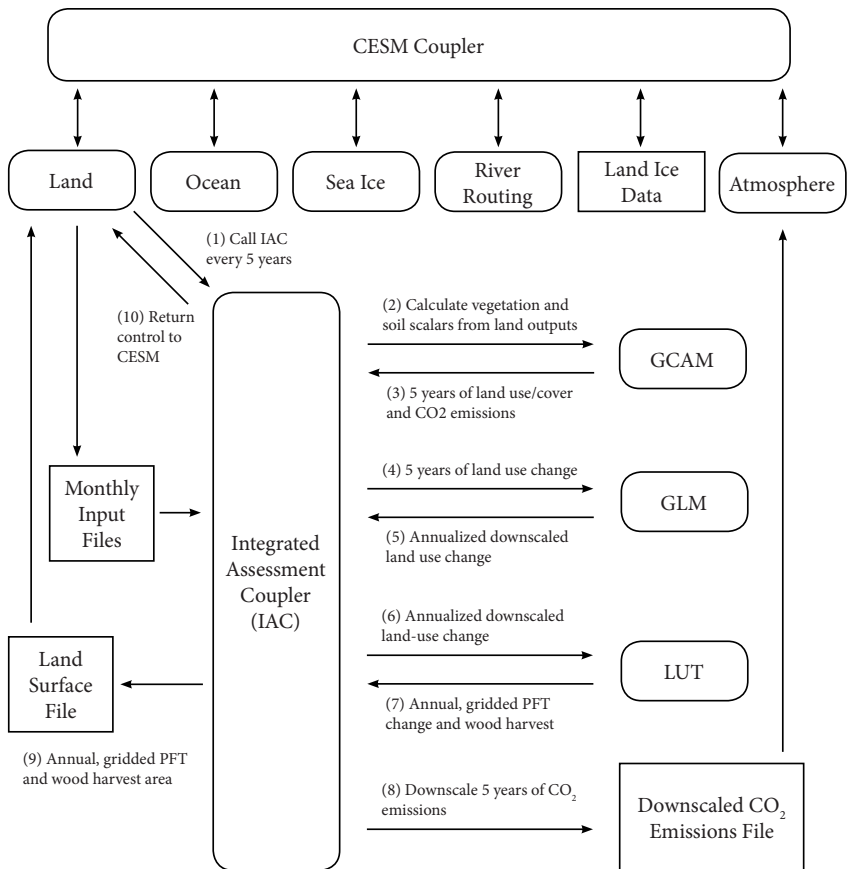 CESM Coupler
Land
Ocean
Sea Ice
River
Routing
Land Ice
Data
Atmosphere
(1) Call IAC
every 5 years
(10) Return
control to
CESM
(2) Calculate vegetation and
soil scalars from land outputs
GCAM
(3) 5 years of land use/cover
and CO2 emissions
Monthly
Input
Files
(4) 5 years of land use change
GLM
(5) Annualized downscaled
land use change
Integrated
Assessment
Coupler
(IAC)
(6) Annualized downscaled
land-use change
Land
Surface
File
LUT
(7) Annual, gridded PFT
change and wood harvest
(9) Annual, gridded PFT
and wood harvest area
(8) Downscale 5 years of CO₂
emissions
Downscaled CO₂
Emissions File